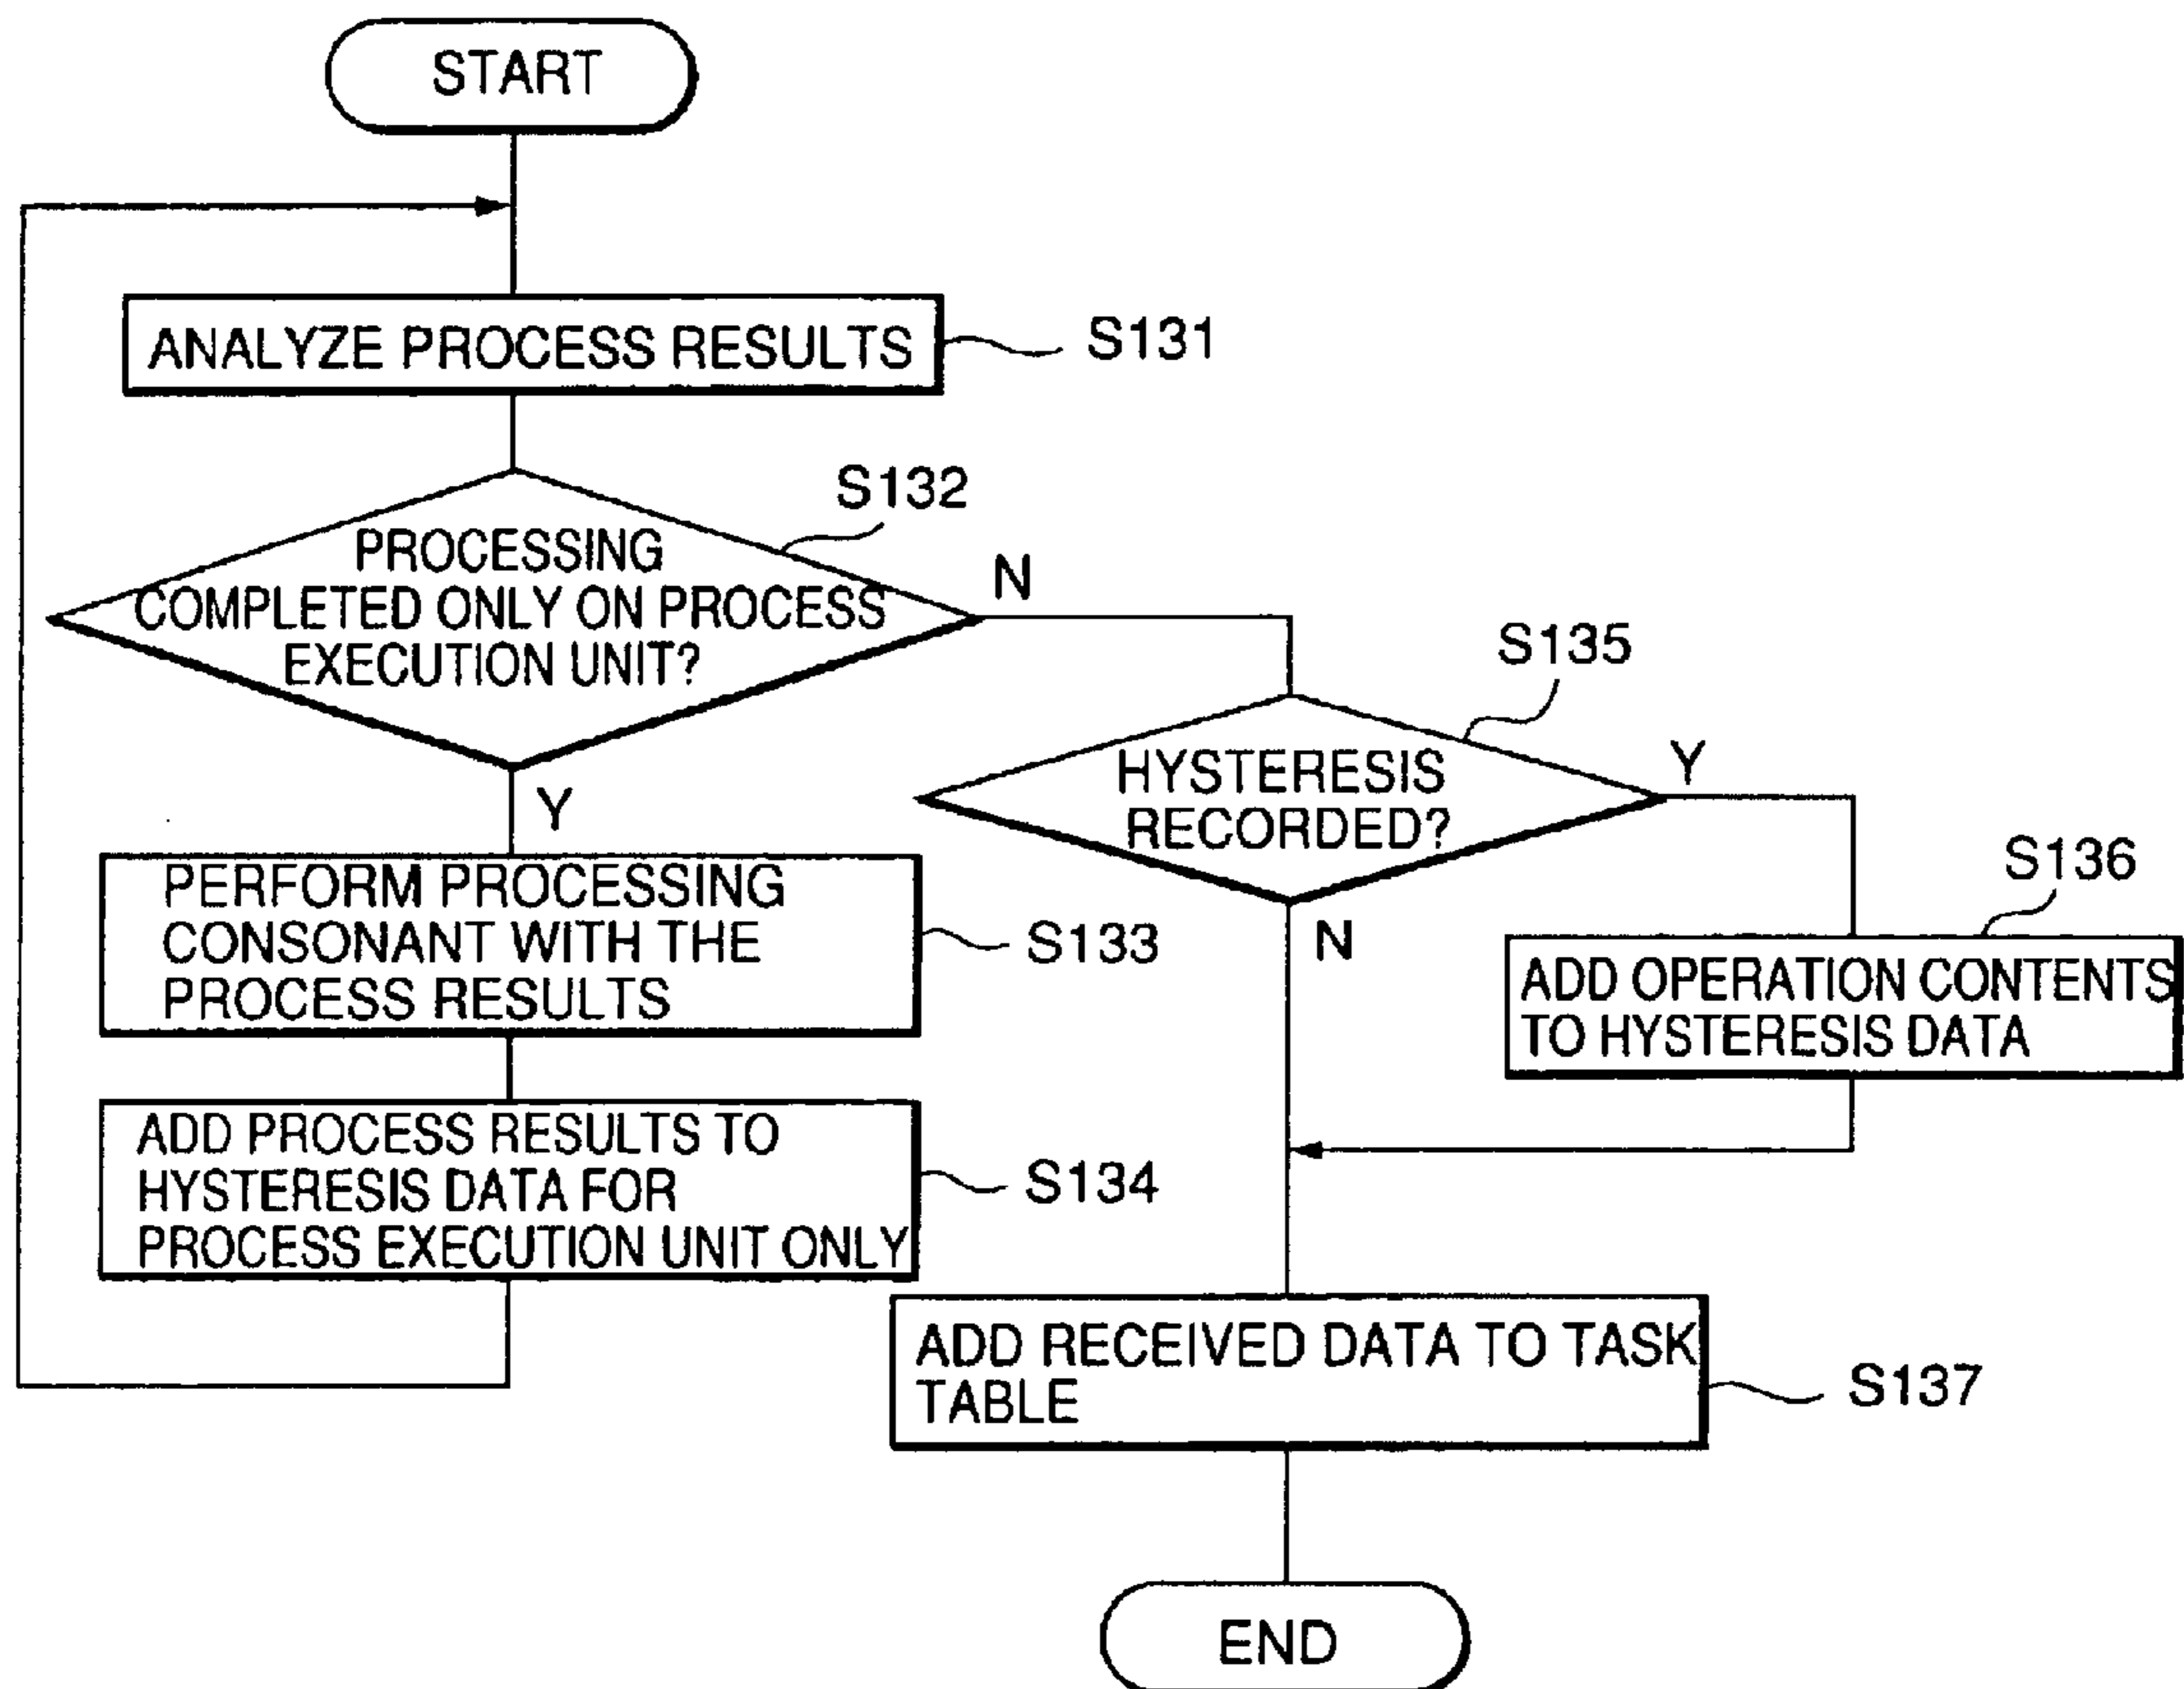 START
ANALYZE PROCESS RESULTS
S131
S132
PROCESSING
COMPLETED ONLY ON PROCESS
EXECUTION UNIT?
N
Y
S135
HYSTERESIS
RECORDED?
Y
N
PERFORM PROCESSING
CONSONANT WITH THE
PROCESS RESULTS
S133
S136
ADD OPERATION CONTENTS
TO HYSTERESIS DATA
ADD PROCESS RESULTS TO
HYSTERESIS DATA FOR
PROCESS EXECUTION UNIT ONLY
S134
ADD RECEIVED DATA TO TASK
TABLE
S137
END